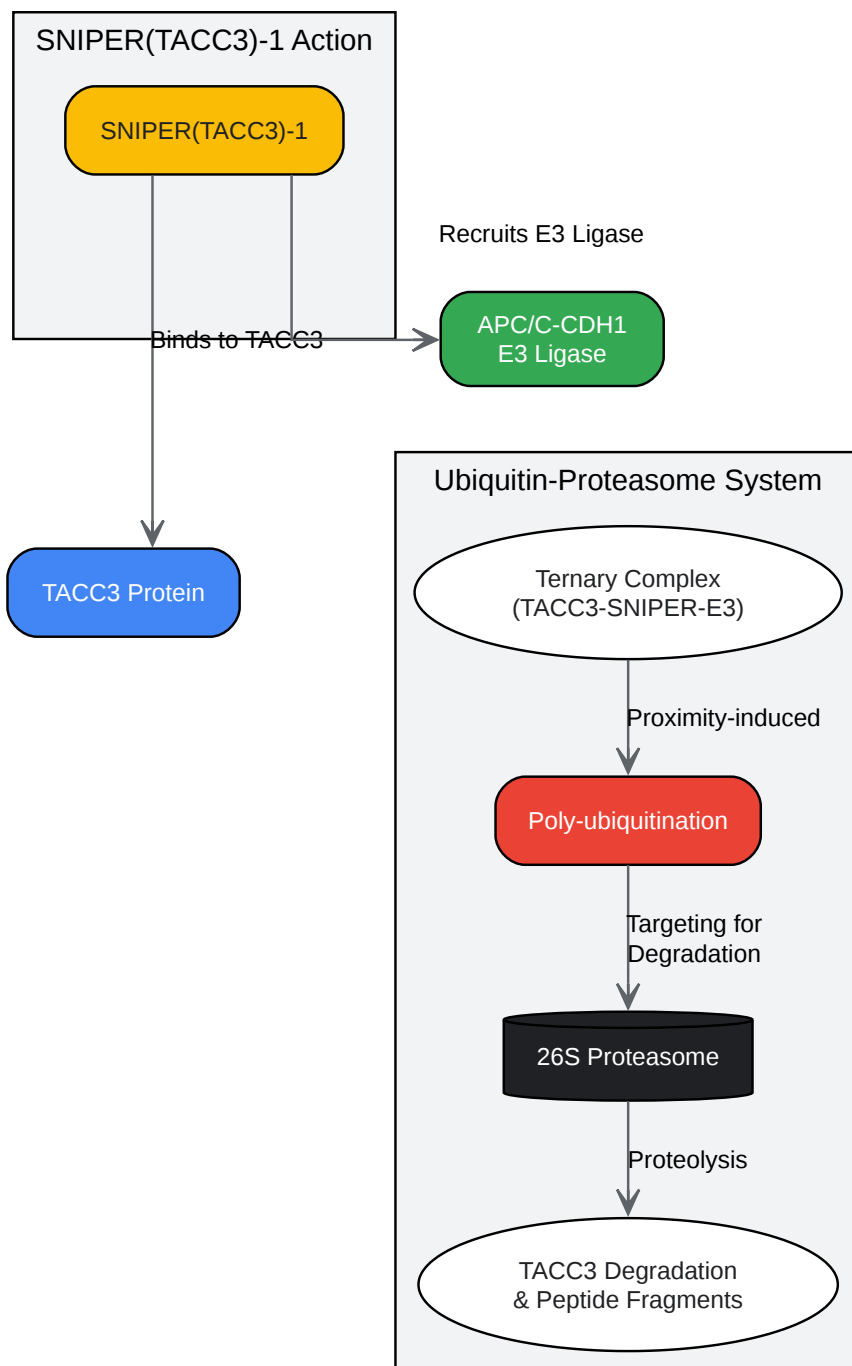 SNIPER(TACC3)-1 Action
SNIPER(TACC3)-1
Recruits E3 Ligase
Binds to TACC3
APC/C-CDH1
E3 Ligase
Ubiquitin-Proteasome System
TACC3 Protein
Ternary Complex
(TACC3-SNIPER-E3)
Proximity-induced
Poly-ubiquitination
Targeting for
Degradation
26S Proteasome
Proteolysis
TACC3 Degradation
& Peptide Fragments